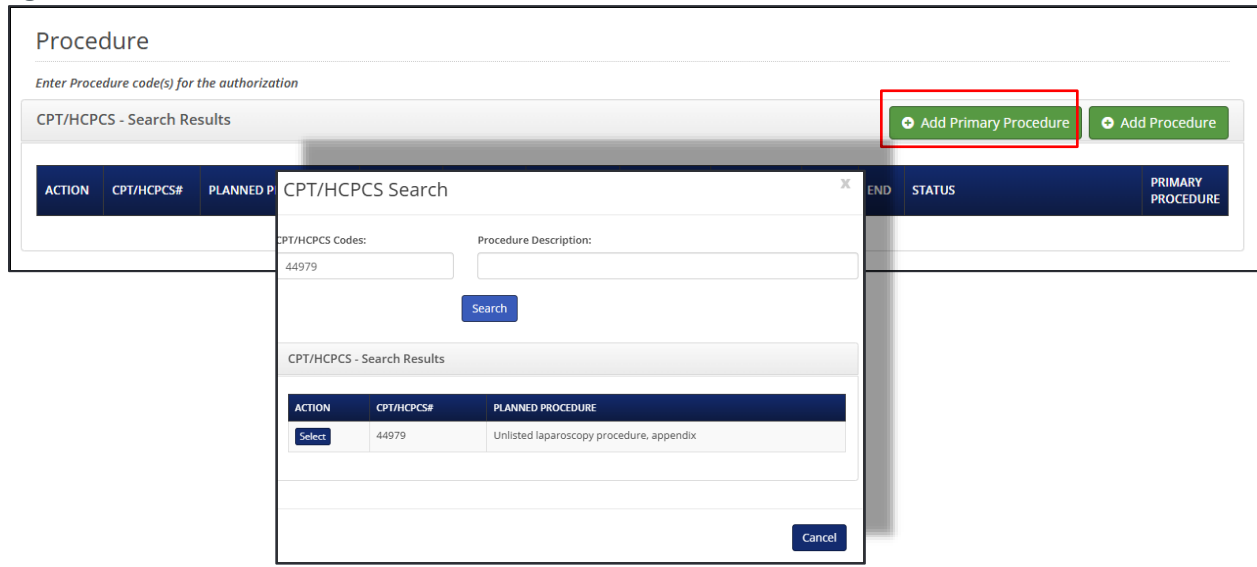 Procedure
Enter Procedure code(s) for the authorization
CPT/HCPCS - Search Results
Add Primary Procedure
Add Procedure
ACTION CPT/HCPCS# PLANNED P END STATUS PRIMARY
PROCEDURE
CPT/HCPCS Search X
CPT/HCPCS Codes: Procedure Description:
44979
Search
CPT/HCPCS - Search Results
ACTION CPT/HCPCS# PLANNED PROCEDURE
Select 44979 Unlisted laparoscopy procedure, appendix
Cancel